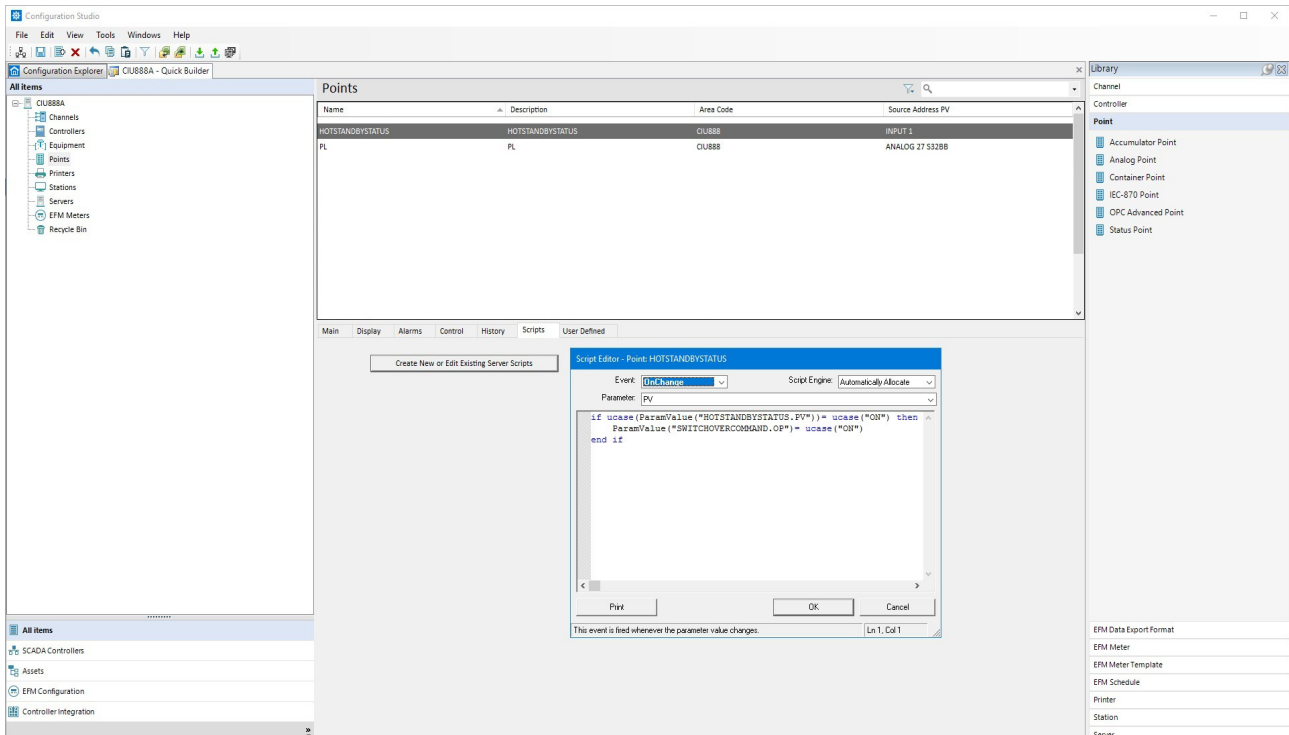 Configuration Studio
File Edit View Tools Windows Help
Configuration Explorer CIU888A - Quick Builder
All items
CIU888A
Channels
Controllers
Equipment
Points
Printers
Stations
Servers
EFM Meters
Recycle Bin
All items
SCADA Controllers
Assets
EFM Configuration
Controller Integration
»
Points
Name Description Area Code Source Address PV
HOTSTANDBYSTATUS HOTSTANDBYSTATUS CIU888 INPUT 1
PL PL CIU888 ANALOG 27 S32BB
Main Display Alarms Control History Scripts User Defined
Create New or Edit Existing Server Scripts
Script Editor - Point: HOTSTANDBYSTATUS
Event: OnChange Script Engine: Automatically Allocate
Parameter: PV
if ucase(ParamValue("HOTSTANDBYSTATUS.PV"))= ucase("ON") then
ParamValue("SWITCHOVERCOMMAND.OP")= ucase("ON")
end if
Print OK Cancel
This event is fired whenever the parameter value changes. Ln 1, Col 1
Library
Channel
Controller
Point
Accumulator Point
Analog Point
Container Point
IEC-870 Point
OPC Advanced Point
Status Point
EFM Data Export Format
EFM Meter
EFM Meter Template
EFM Schedule
Printer
Station
Server